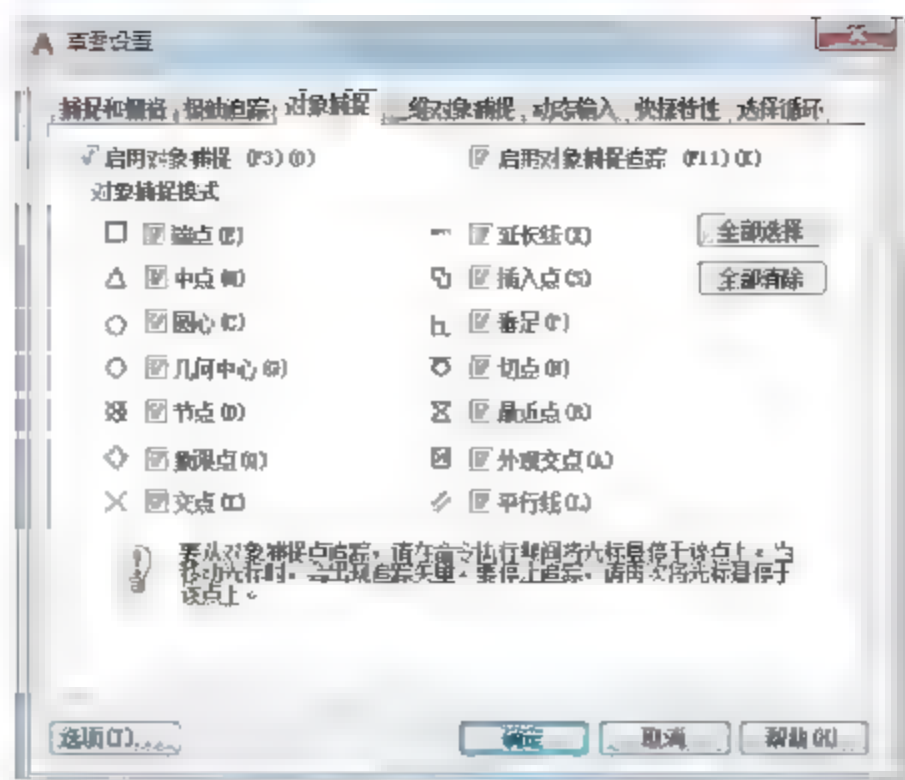 草图设置
捕捉和栅格 极轴追踪 对象捕捉 三维对象捕捉 动态输入 快捷特性 选择循环
启用对象捕捉 (F3)(O) 启用对象捕捉追踪 (F11)(K)
对象捕捉模式
端点(E) 延长线(X) 全部选择
中点(M) 插入点(S) 全部清除
圆心(C) 垂足(P)
几何中心(G) 切点(N)
节点(D) 最近点(R)
象限点(Q) 外观交点(A)
交点(I) 平行线(L)
要从对象捕捉点追踪，请在命令执行期间将光标悬停于该点上。当
移动光标时，会出现追踪矢量。要停止追踪，请再次将光标悬停于
该点上。
选项(T)... 确定 取消 帮助(H)